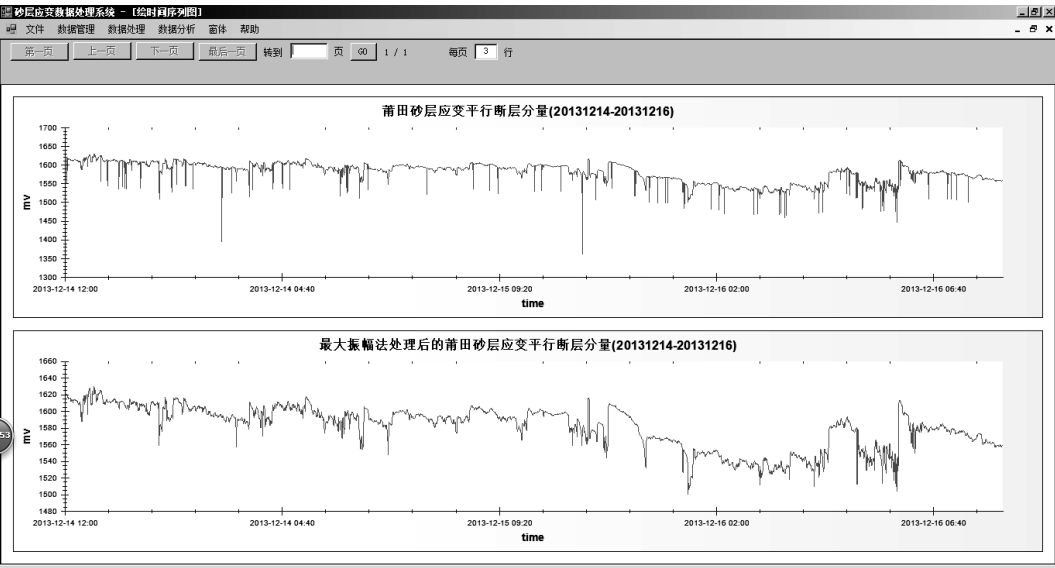 砂层应变数据处理系统 - [绘时间序列图]
文件 数据管理 数据处理 数据分析 窗体 帮助
第一页 上一页 下一页 最后一页 转到 页 GO 1 / 1 每页 3 行
莆田砂层应变平行断层分量(20131214-20131216)
1700
1650
1600
1550
1500
1450
1400
1350
1300
mv
2013-12-14 12:00 2013-12-14 04:40 2013-12-15 09:20 2013-12-16 02:00 2013-12-16 06:40
time
最大振幅法处理后的莆田砂层应变平行断层分量(20131214-20131216)
1660
1640
1620
1600
1580
1560
1540
1520
1500
1480
mv
53
2013-12-14 12:00 2013-12-14 04:40 2013-12-15 09:20 2013-12-16 02:00 2013-12-16 06:40
time